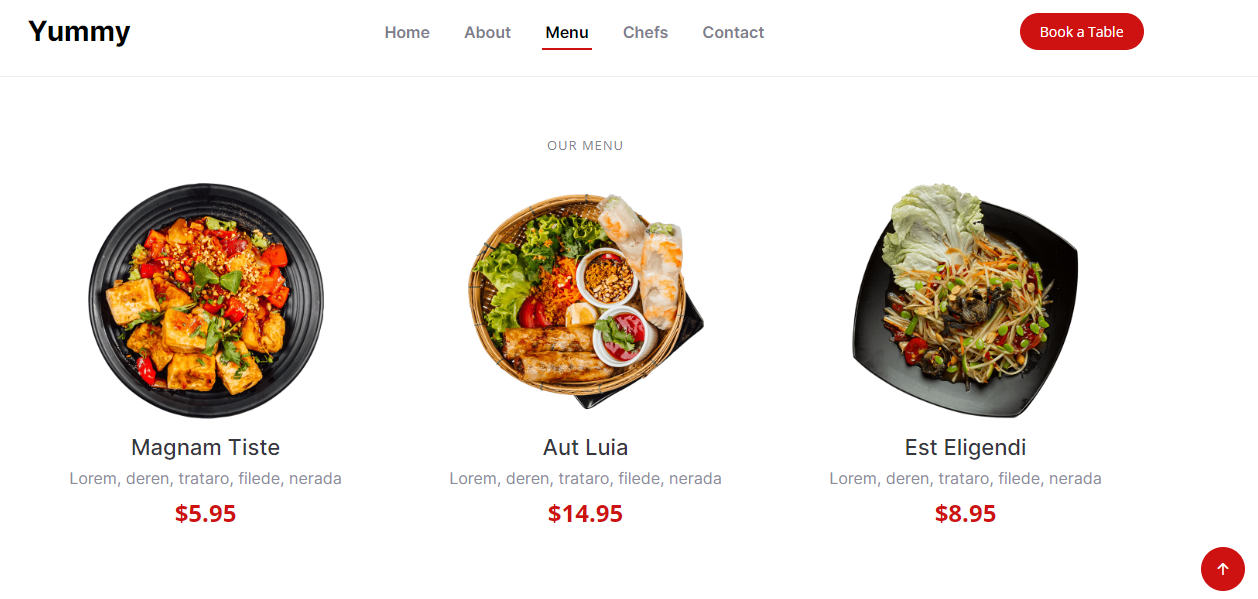 Yummy
Home About Menu Chefs Contact
Book a Table
OUR MENU
Magnam Tiste
Lorem, deren, trataro, filede, nerada
$5.95
Aut Luia
Lorem, deren, trataro, filede, nerada
$14.95
Est Eligendi
Lorem, deren, trataro, filede, nerada
$8.95